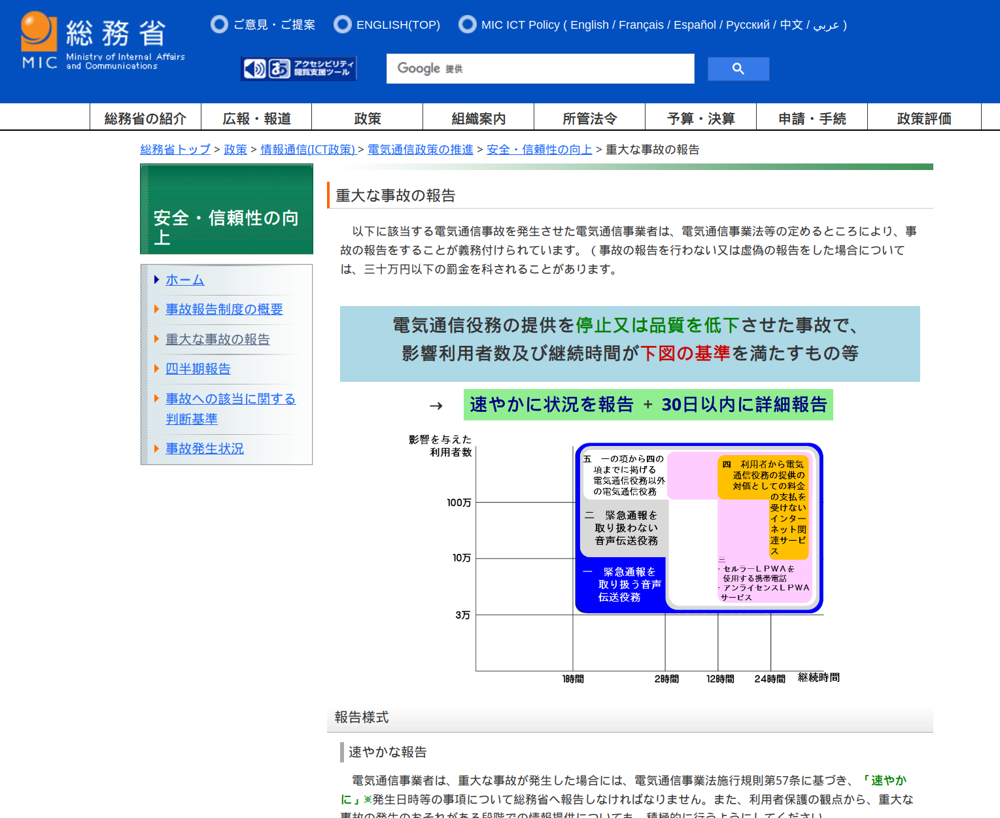 総務省
MIC Ministry of Internal Affairs
and Communications
ご意見・ご提案 ENGLISH(TOP) MIC ICT Policy ( English / Français / Español / Русский / 中文 / عربي )
アクセシビリティ
閲覧支援ツール
Google 提供
総務省の紹介 広報・報道 政策 組織案内 所管法令 予算・決算 申請・手続 政策評価
総務省トップ > 政策 > 情報通信(ICT政策) > 電気通信政策の推進 > 安全・信頼性の向上 > 重大な事故の報告
安全・信頼性の向
上
ホーム
事故報告制度の概要
重大な事故の報告
四半期報告
事故への該当に関する
判断基準
事故発生状況
重大な事故の報告
以下に該当する電気通信事故を発生させた電気通信事業者は、電気通信事業法等の定めるところにより、事
故の報告をすることが義務付けられています。（事故の報告を行わない又は虚偽の報告をした場合について
は、三十万円以下の罰金を科されることがあります。
電気通信役務の提供を停止又は品質を低下させた事故で、
影響利用者数及び継続時間が下図の基準を満たすもの等
→ 速やかに状況を報告 + 30日以内に詳細報告
影響を与えた
利用者数
100万
10万
3万
五 一の項から四の
項までに掲げる
電気通信役務以外
の電気通信役務
二 緊急通報を
取り扱わない
音声伝送役務
一 緊急通報を
取り扱う音声
伝送役務
四 利用者から電気
通信役務の提供の
対価としての料金
の支払を
受けない
インター
ネット関
連サービ
ス
三
・セルラーＬＰＷＡを
使用する携帯電話
・アンライセンスＬＰＷＡ
サービス
1時間 2時間 12時間 24時間 継続時間
報告様式
速やかな報告
電気通信事業者は、重大な事故が発生した場合には、電気通信事業法施行規則第57条に基づき、「速やか
に」※発生日時等の事項について総務省へ報告しなければなりません。また、利用者保護の観点から、重大な
事故の発生のおそれがある段階での情報提供についても、積極的に行うようにしてください。